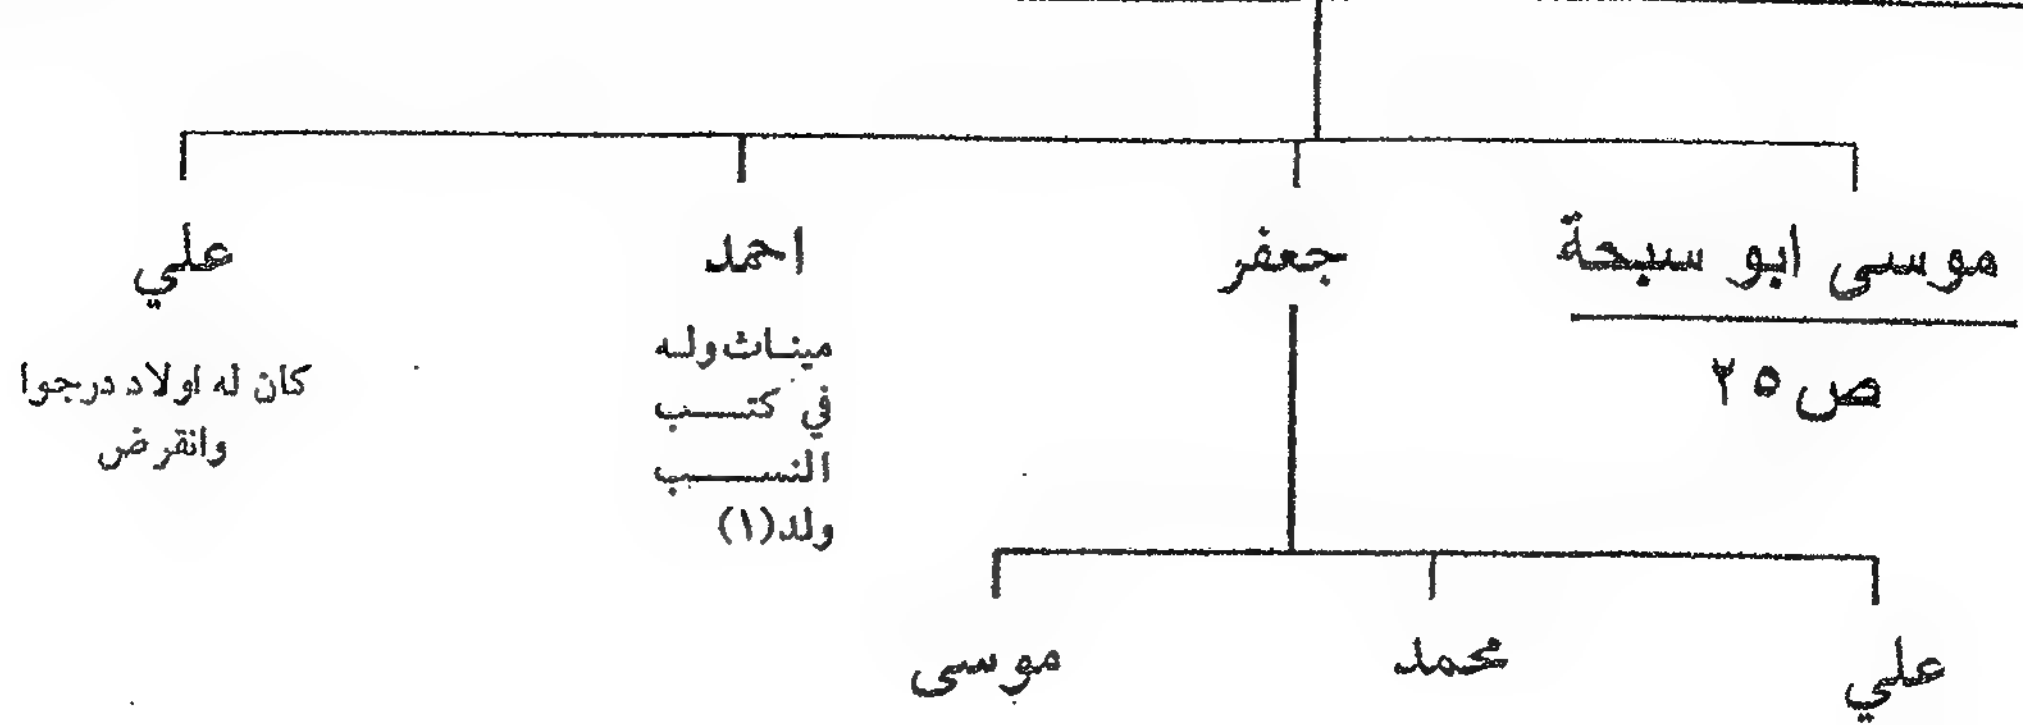 موسى ابو سبحة
ص ٢٥
جعفر
احمد
ميناث وله
في كتب
النسب
ولد (١)
علي
كان له اولاد درجوا
وانقرض
علي
محمد
موسى